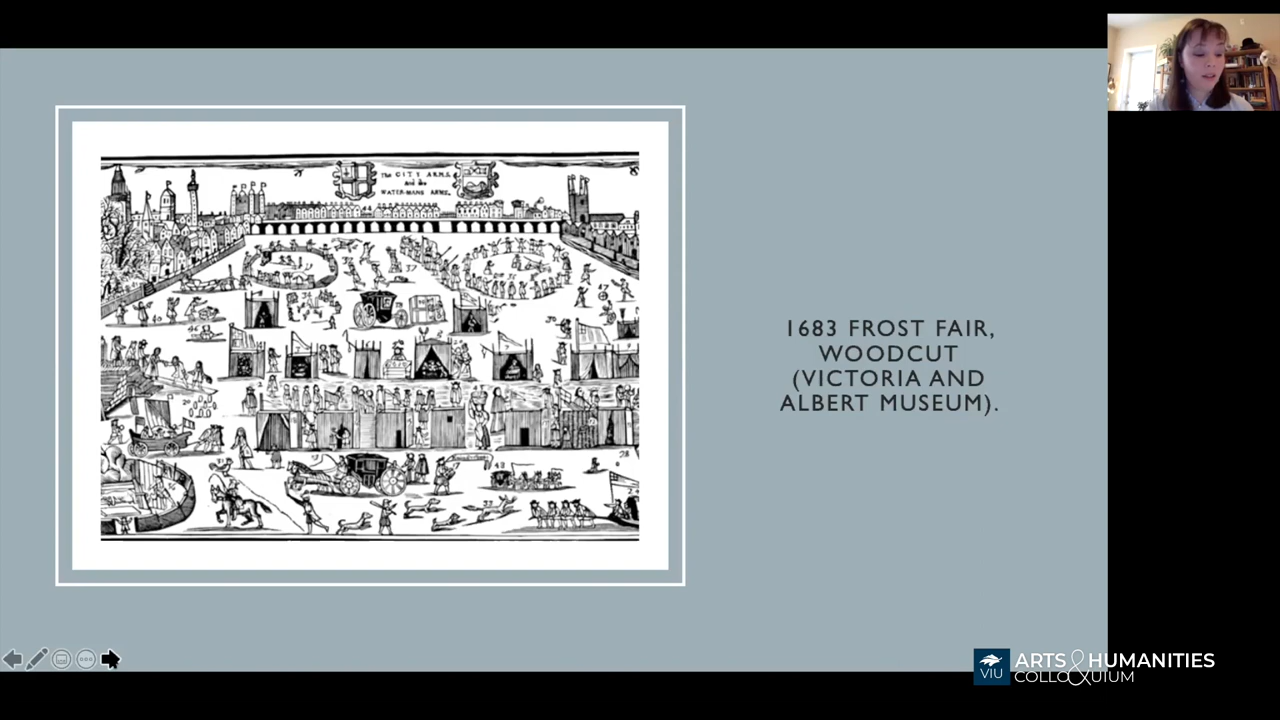 The CITY ARMS.
and the
WATER-MANS ARMS.
1683 FROST FAIR,
WOODCUT
(VICTORIA AND
ALBERT MUSEUM).
VIU
ARTS & HUMANITIES
COLLOQUIUM